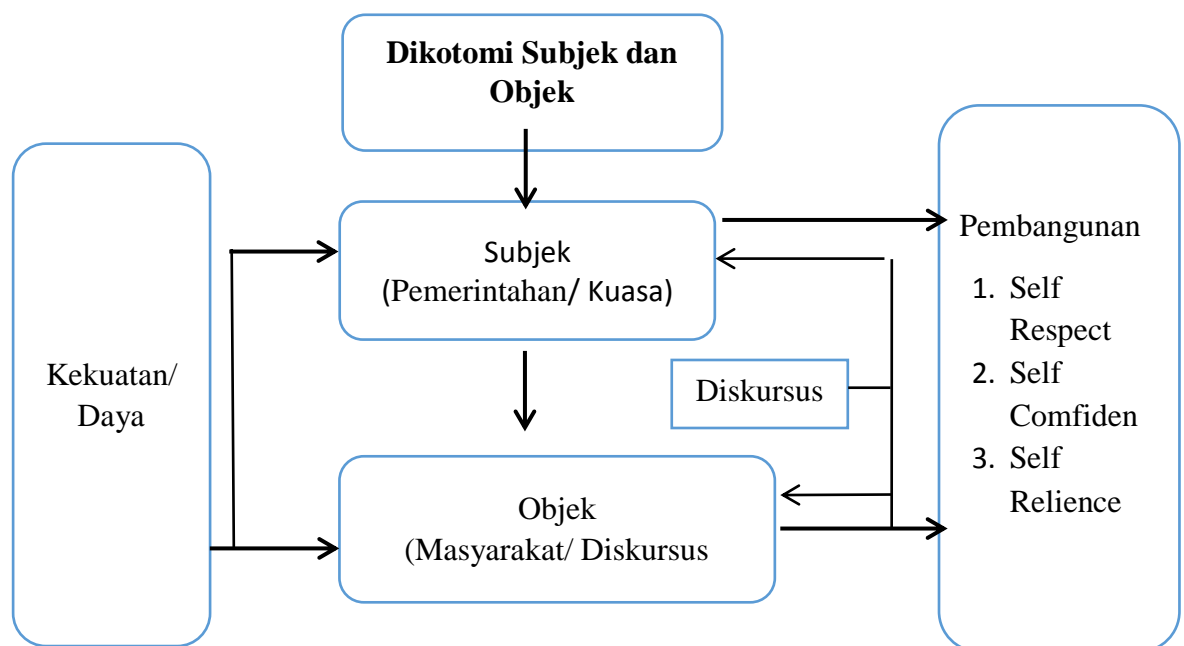 Dikotomi Subjek dan
Objek
Kekuatan/
Daya
Subjek
(Pemerintahan/ Kuasa)
Diskursus
Objek
(Masyarakat/ Diskursus
Pembangunan
1. Self
Respect
2. Self
Comfiden
3. Self
Relience